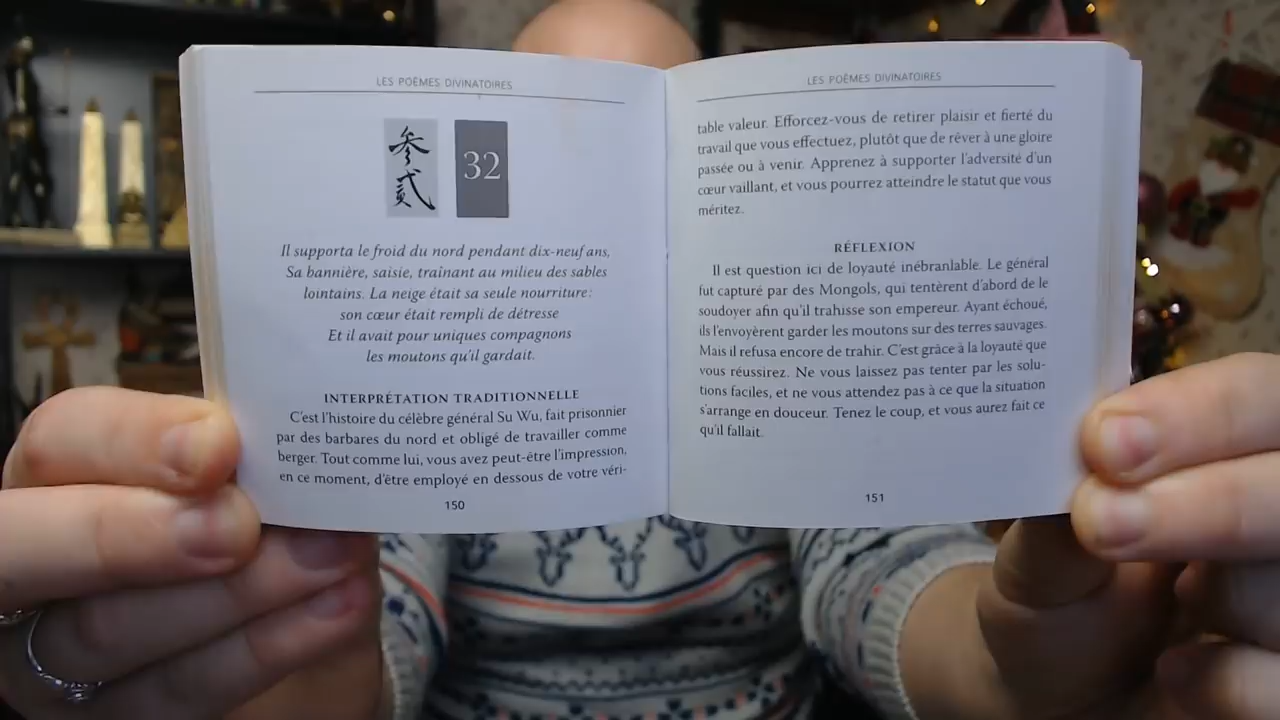 LES POÈMES DIVINATOIRES
参
貳
32
Il supporta le froid du nord pendant dix-neuf ans,
Sa bannière, saisie, traînant au milieu des sables
lointains. La neige était sa seule nourriture:
son cœur était rempli de détresse
Et il avait pour uniques compagnons
les moutons qu'il gardait.
INTERPRÉTATION TRADITIONNELLE
C'est l'histoire du célèbre général Su Wu, fait prisonnier
par des barbares du nord et obligé de travailler comme
berger. Tout comme lui, vous avez peut-être l'impression,
en ce moment, d'être employé en dessous de votre véri-
150
LES POÈMES DIVINATOIRES
table valeur. Efforcez-vous de retirer plaisir et fierté du
travail que vous effectuez, plutôt que de rêver à une gloire
passée ou à venir. Apprenez à supporter l'adversité d'un
cœur vaillant, et vous pourrez atteindre le statut que vous
méritez.
RÉFLEXION
Il est question ici de loyauté inébranlable. Le général
fut capturé par des Mongols, qui tentèrent d'abord de le
soudoyer afin qu'il trahisse son empereur. Ayant échoué,
ils l'envoyèrent garder les moutons sur des terres sauvages.
Mais il refusa encore de trahir. C'est grâce à la loyauté que
vous réussirez. Ne vous laissez pas tenter par les solu-
tions faciles, et ne vous attendez pas à ce que la situation
s'arrange en douceur. Tenez le coup, et vous aurez fait ce
qu'il fallait.
151